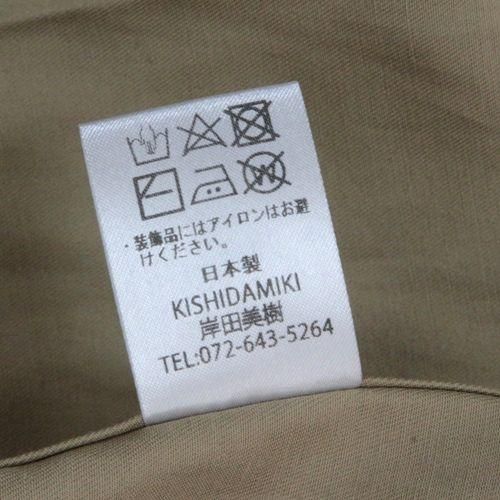 ・装飾品にはアイロンはお避
けください。
日本製
KISHIDAMIKI
岸田美樹
TEL:072-643-5264